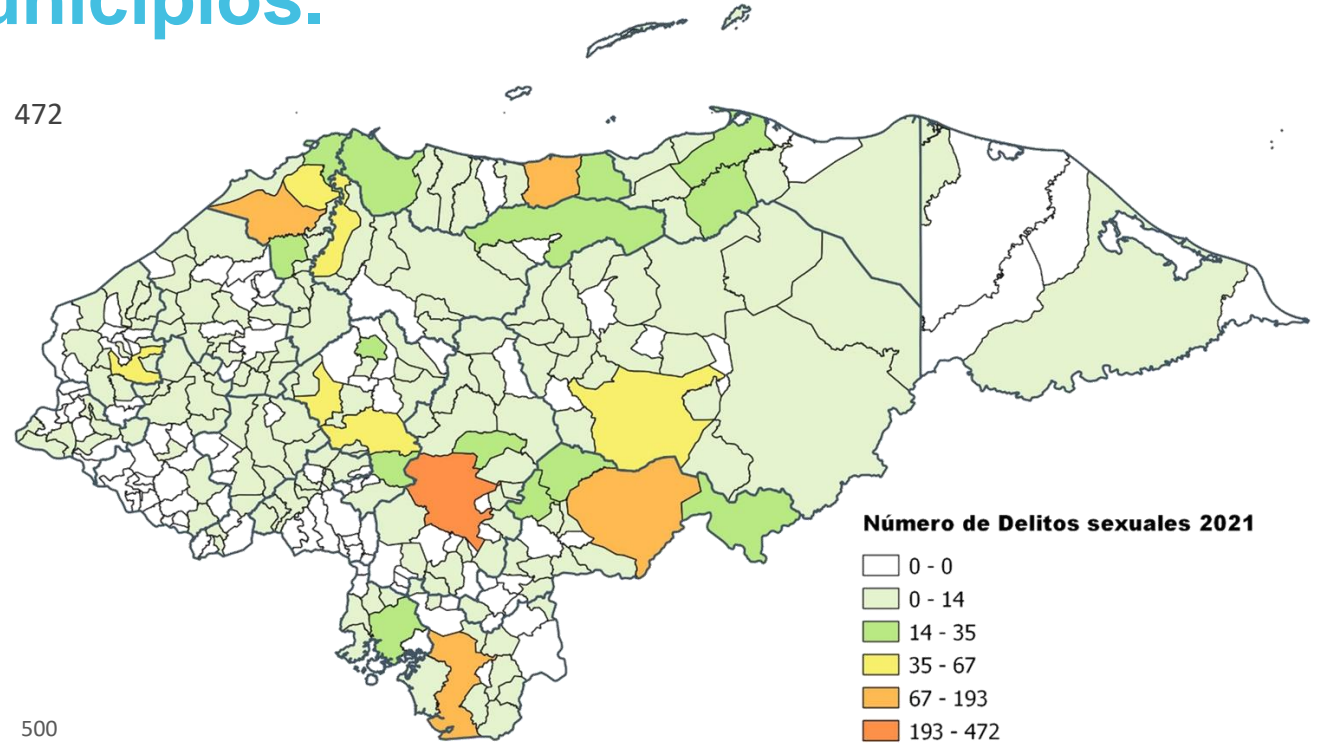 unicipios.
472
Número de Delitos sexuales 2021
0 - 0
0 - 14
14 - 35
35 - 67
67 - 193
193 - 472
500